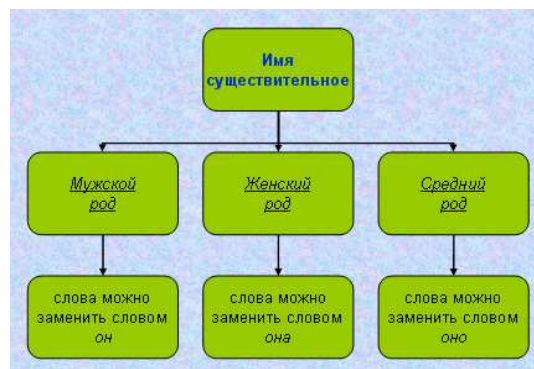 Имя
существительное
Мужской
род
Женский
род
Средний
род
слова можно
заменить словом
он
слова можно
заменить словом
она
слова можно
заменить словом
оно